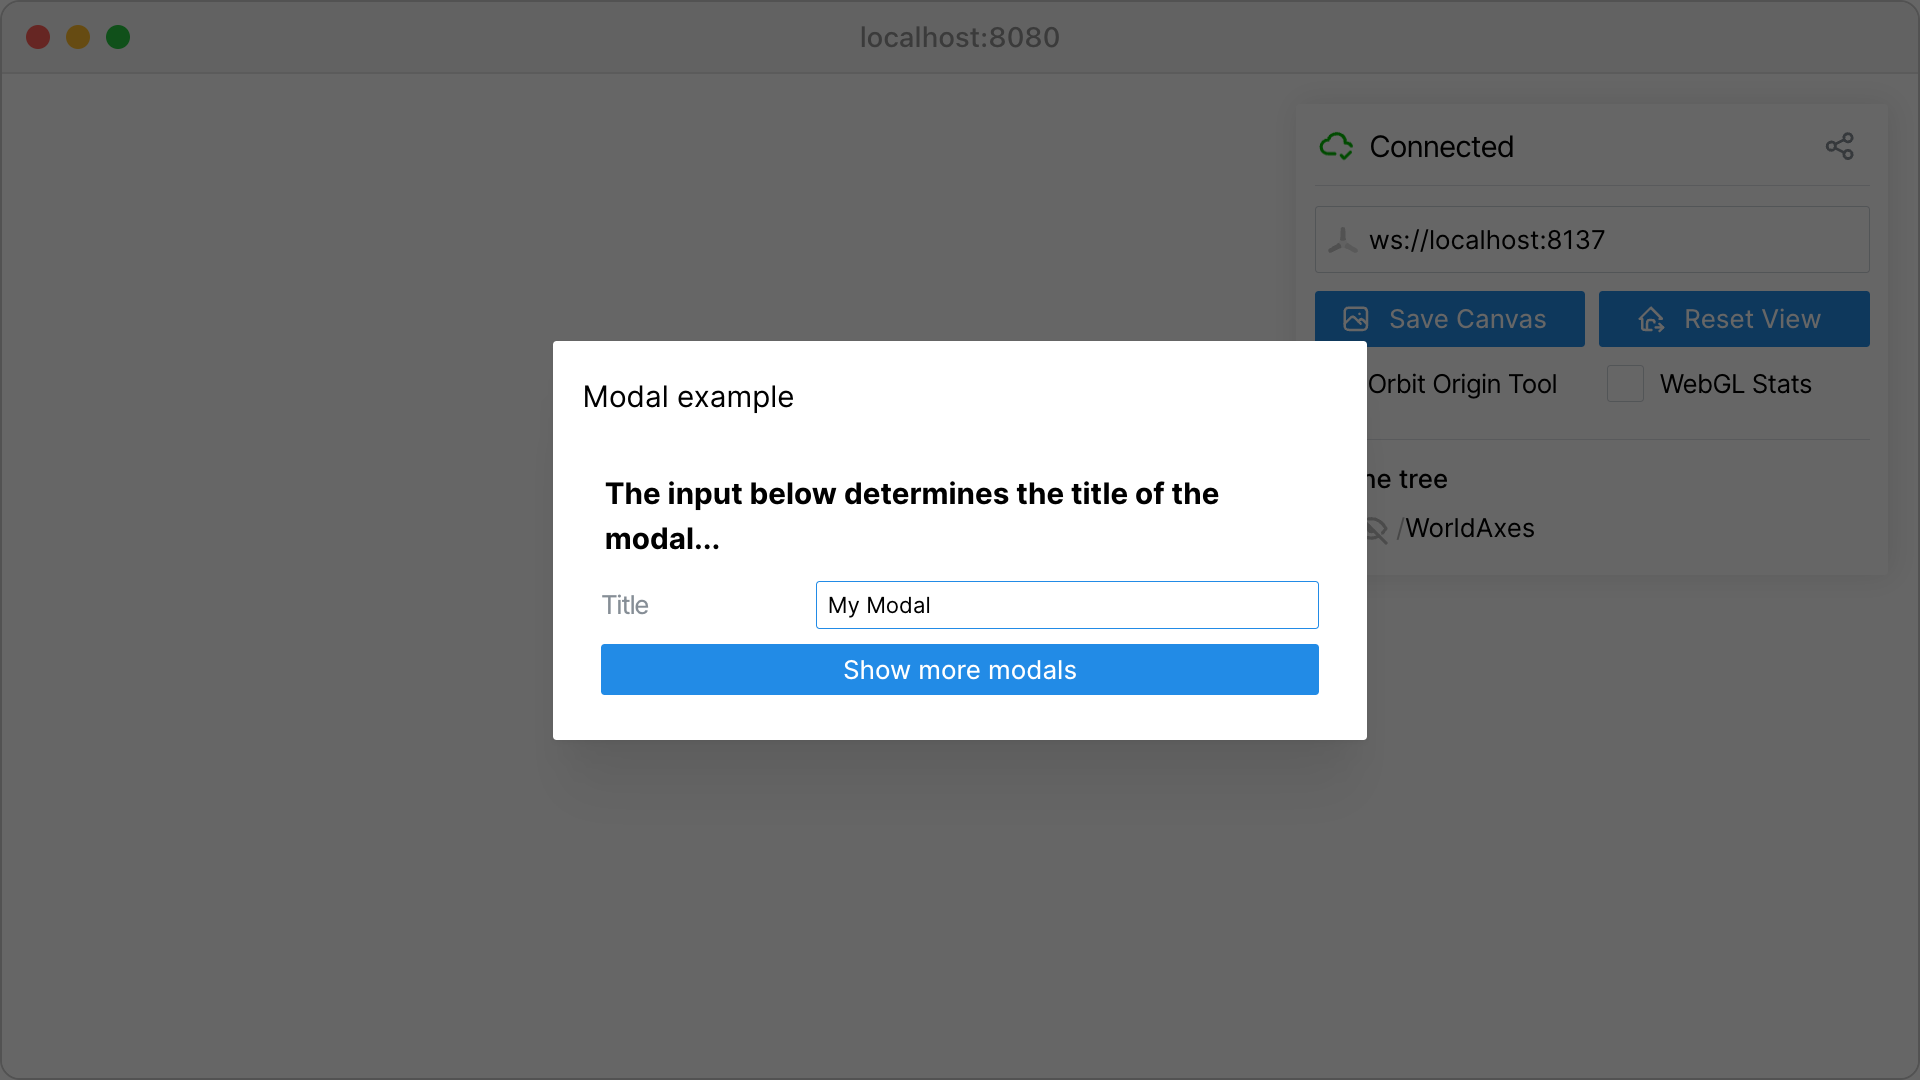 localhost:8080
Connected
ws://localhost:8137
Save Canvas
Reset View
Orbit Origin Tool
WebGL Stats
ne tree
/WorldAxes
Modal example
The input below determines the title of the
modal...
Title
My Modal
Show more modals